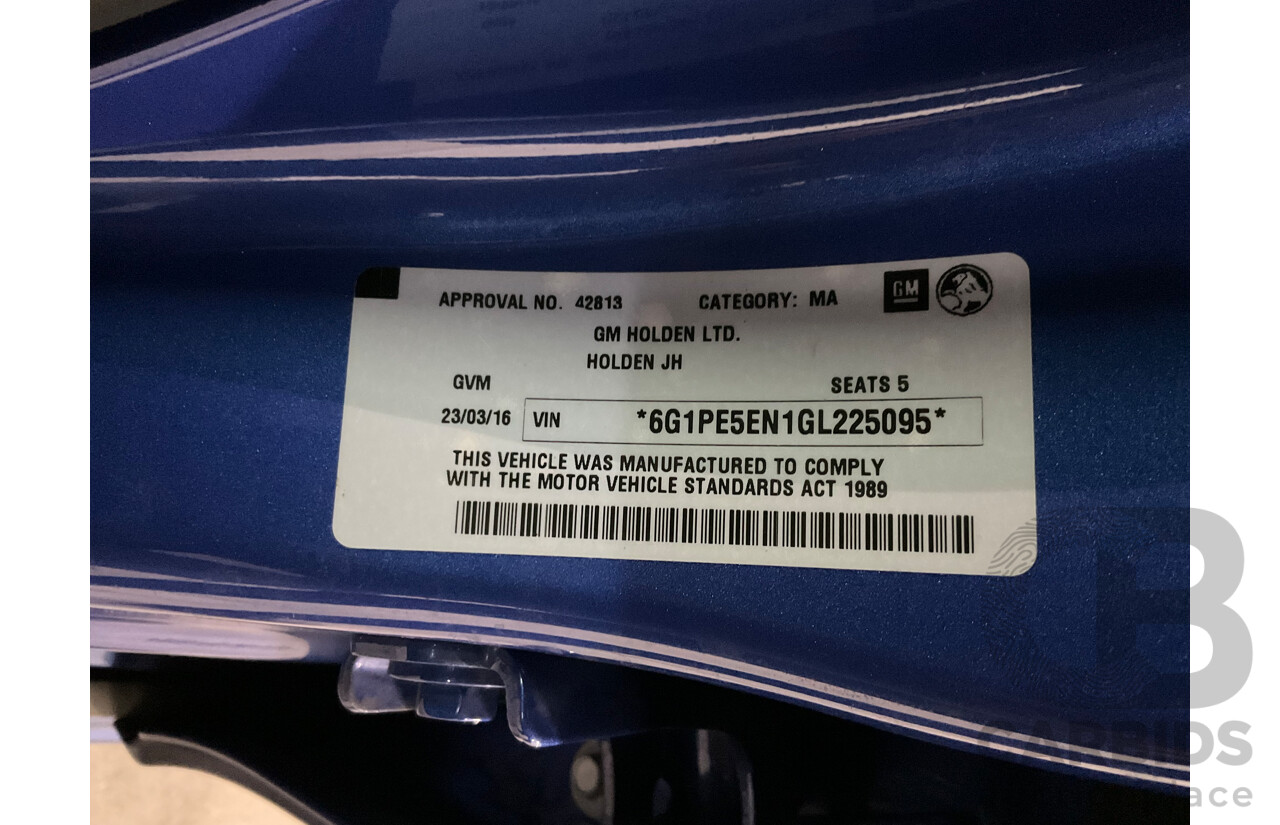 APPROVAL NO. 42813 CATEGORY: MA GM
GM HOLDEN LTD.
HOLDEN JH
GVM SEATS 5
23/03/16 VIN *6G1PE5EN1GL225095*
THIS VEHICLE WAS MANUFACTURED TO COMPLY
WITH THE MOTOR VEHICLE STANDARDS ACT 1989
CARBIDS